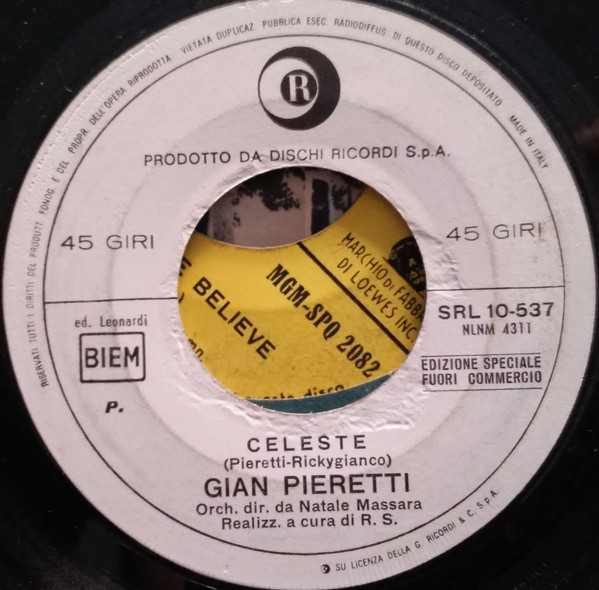 RISERVATI TUTTI I DIRITTI DEL PRODUTT. FONOG. E DEL PROPR. DELL'OPERA RIPRODOTTA VIETATA DUPLICAZ. PUBBLICA ESEC. RADIODIFFUS. DI QUESTO DISCO DEPOSITATO MADE IN ITALY
R
PRODOTTO DA DISCHI RICORDI S.p.A.
45 GIRI
45 GIRI
MARCHIO DI FABB
DI LOEWES INC.
E BELIEVE
MGM-SPQ 2082
disco
ed. Leonardi
BIEM
P.
SRL 10-537
NLNM 4311
EDIZIONE SPECIALE
FUORI COMMERCIO
CELESTE
(Pieretti-Rickygianco)
GIAN PIERETTI
Orch. dir. da Natale Massara
Realizz. a cura di R. S.
R SU LICENZA DELLA G. RICORDI & C. S.P.A.